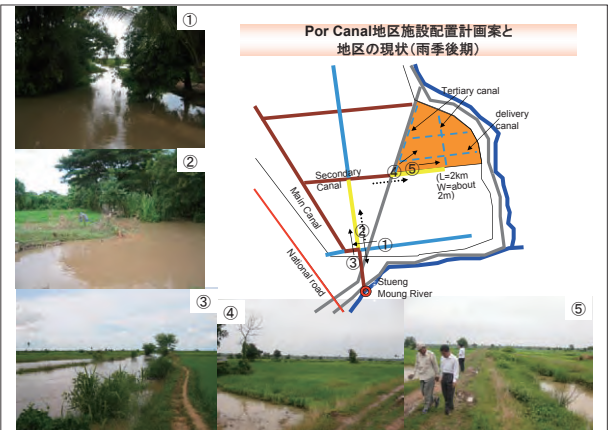 ①
Por Canal地区施設配置計画案と
地区の現状(雨季後期)
②
Tertiary canal
delivery
canal
④ ⑤
Secondary
Canal
(L=2km
W=about
2m)
Main Canal
②
①
③
National road
Stueng
Moung River
③
④
⑤